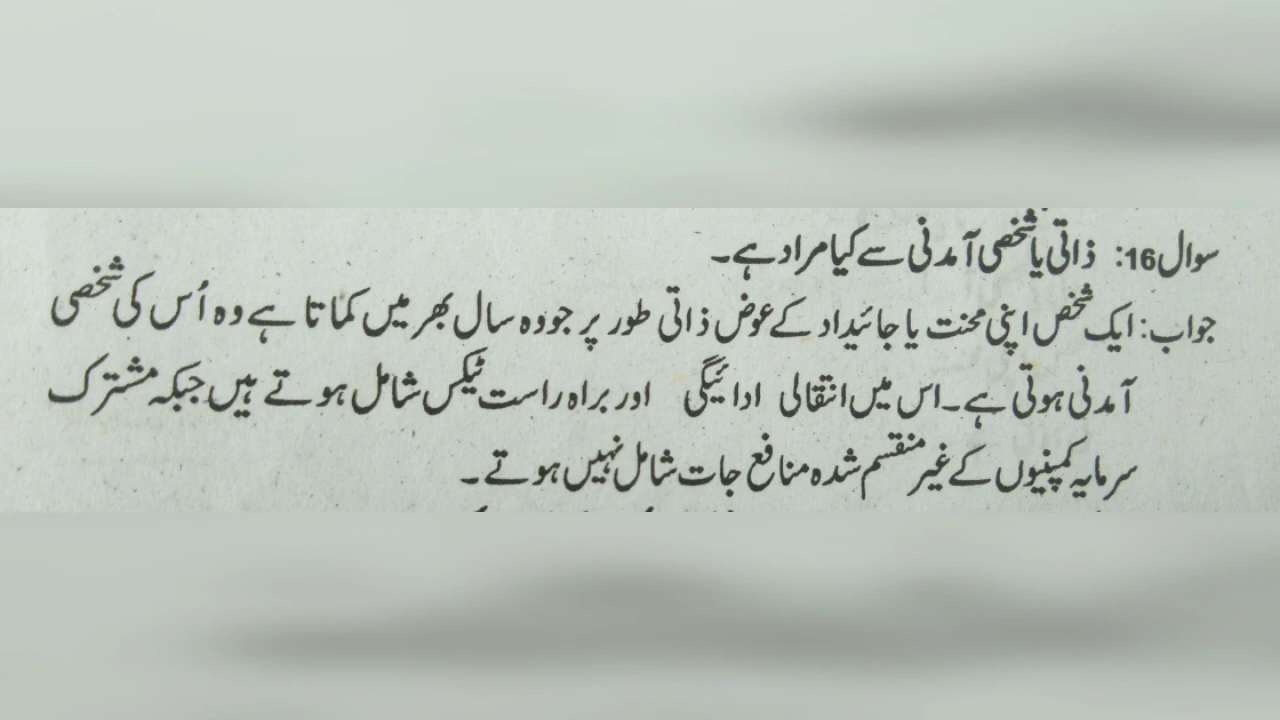 سوال16: ذاتی یا شخصی آمدنی سے کیا مراد ہے۔
جواب: ایک شخص اپنی محنت یا جائیداد کے عوض ذاتی طور پر جو وہ سال بھر میں کماتا ہے وہ اُس کی شخصی
آمدنی ہوتی ہے۔ اس میں انتقالی ادائیگی اور براہ راست ٹیکس شامل ہوتے ہیں جبکہ مشترک
سرمایہ کمپنیوں کے غیر منقسم شدہ منافع جات شامل نہیں ہوتے۔